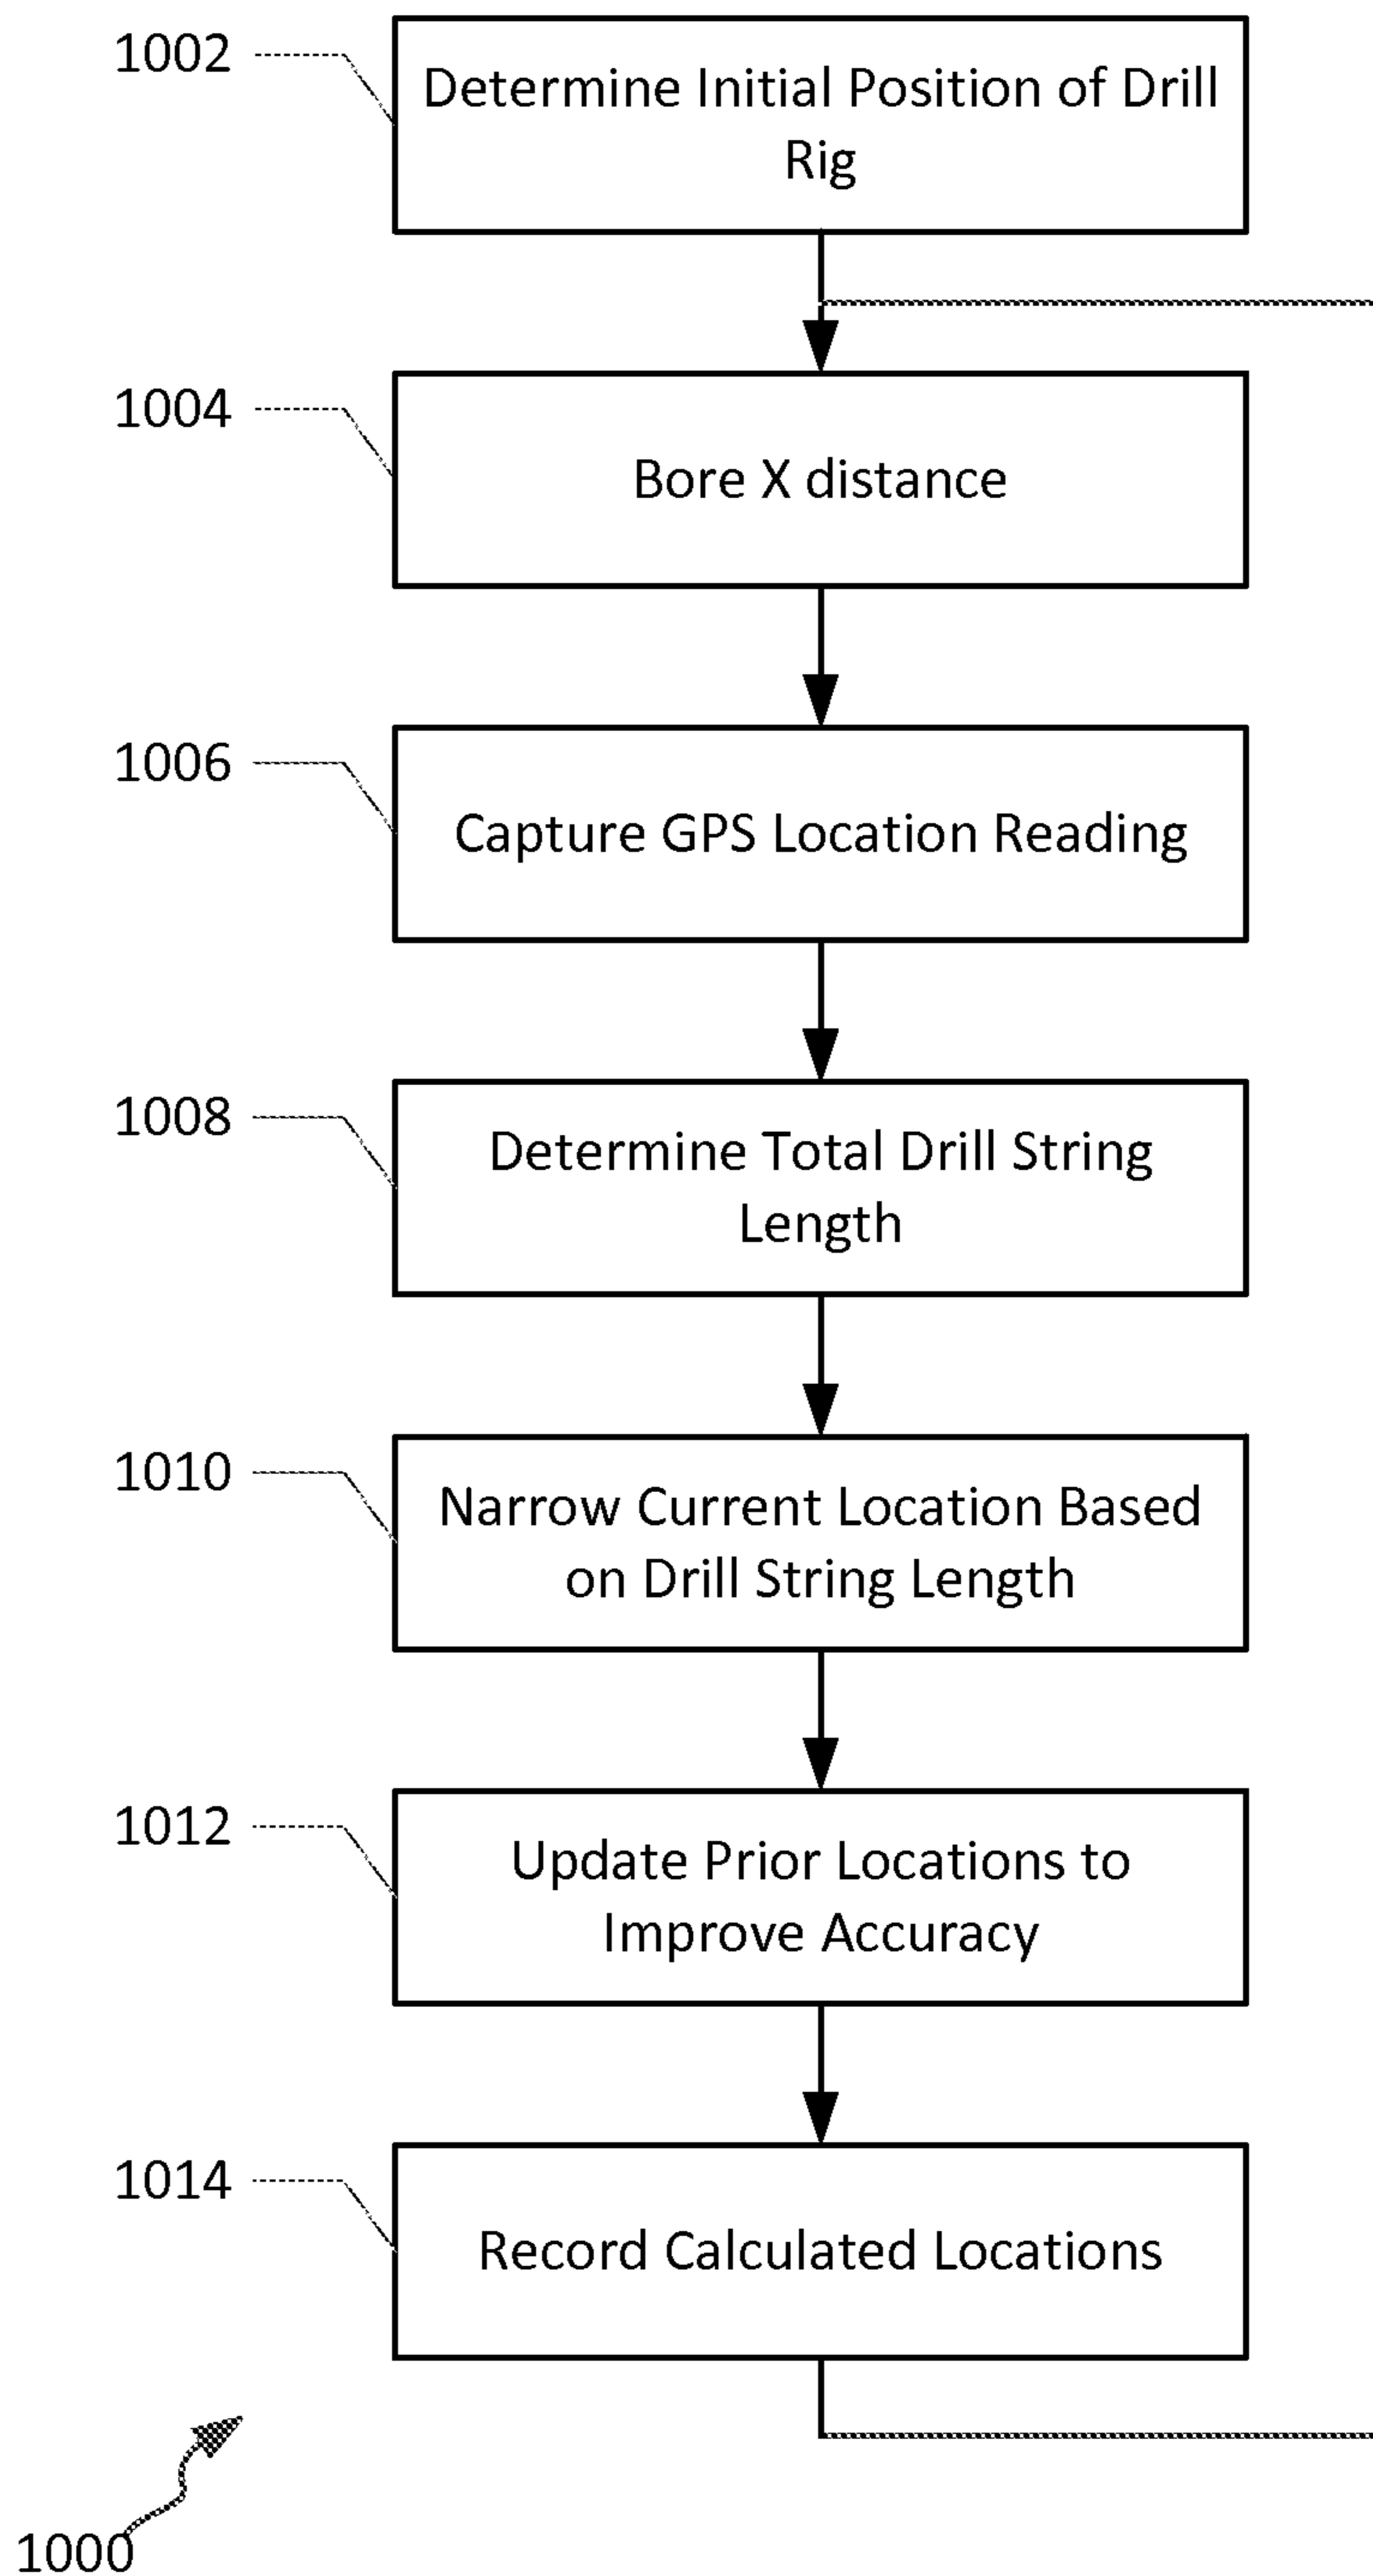 1002
Determine Initial Position of Drill
Rig
1004
Bore X distance
1006
Capture GPS Location Reading
1008
Determine Total Drill String
Length
1010
Narrow Current Location Based
on Drill String Length
1012
Update Prior Locations to
Improve Accuracy
1014
Record Calculated Locations
1000